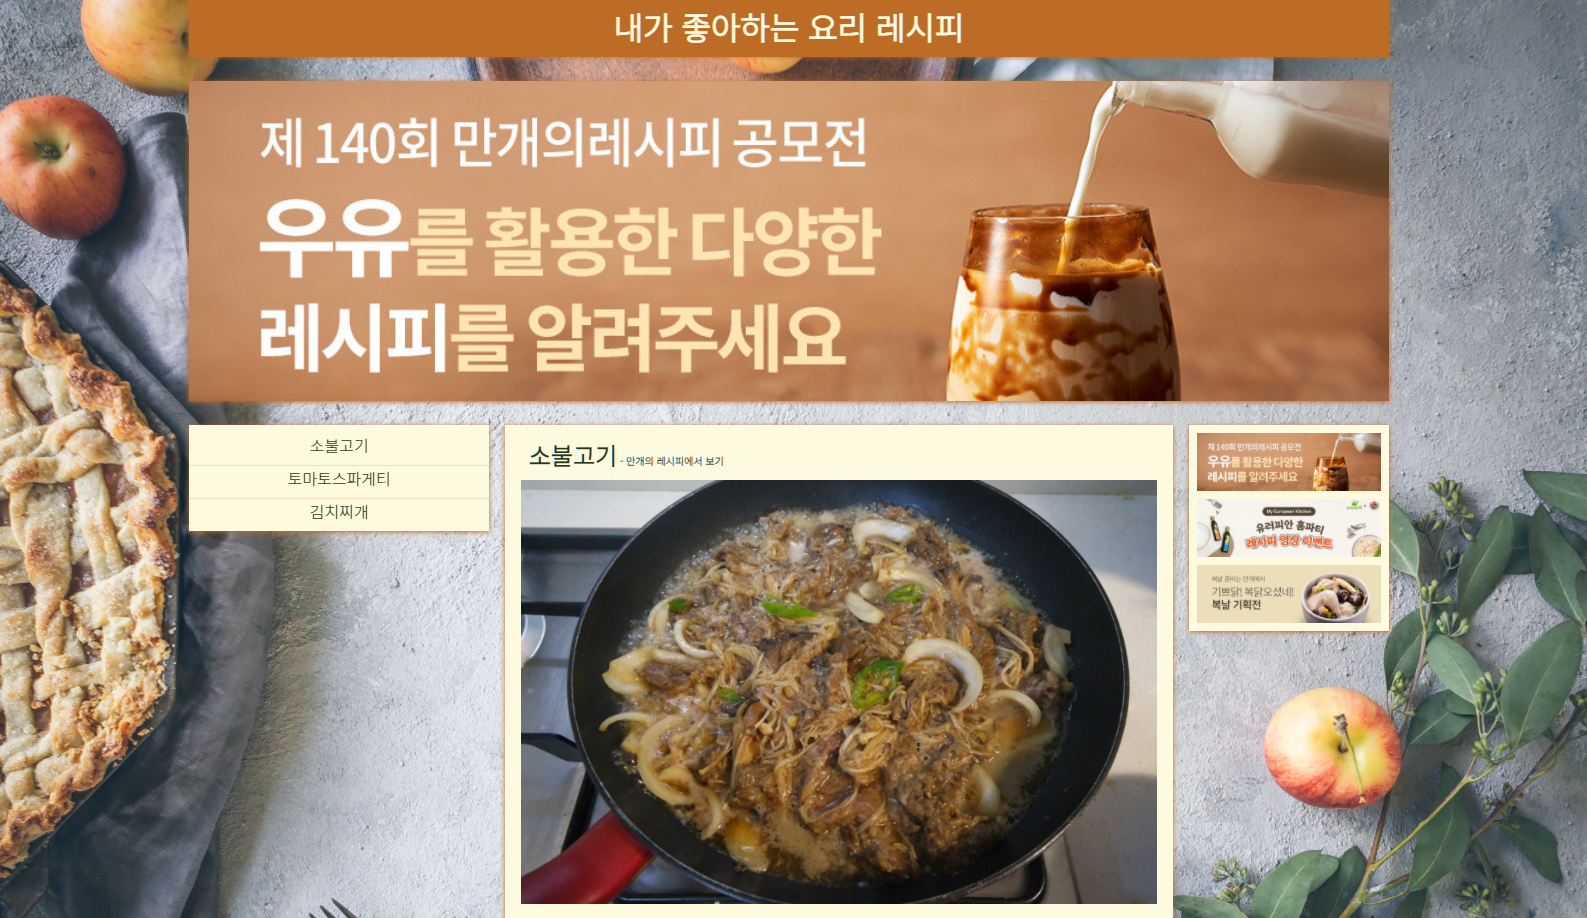 내가 좋아하는 요리 레시피
제 140회 만개의레시피 공모전
우유를 활용한 다양한
레시피를 알려주세요
소불고기
토마토스파게티
김치찌개
소불고기 - 만개의 레시피에서 보기
제 140회 만개의레시피 공모전
우유를 활용한 다양한
레시피를 알려주세요
My European Kitchen
유러피안 홈파티
레시피 영상 이벤트
복날 준비는 만개에서
기쁘닭! 복닭오셨네!
복날 기획전